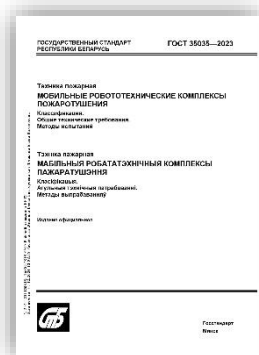 ГОСУДАРСТВЕННЫЙ СТАНДАРТ
РЕСПУБЛИКИ БЕЛАРУСЬ
ГОСТ 35035—2023
Техника пожарная
МОБИЛЬНЫЕ РОБОТОТЕХНИЧЕСКИЕ КОМПЛЕКСЫ
ПОЖАРОТУШЕНИЯ
Классификация.
Общие технические требования.
Методы испытаний
Тэхніка пажарная
МАБІЛЬНЫЯ РОБАТАТЭХНІЧНЫЯ КОМПЛЕКСЫ
ПАЖАРАТУШЭННЯ
Класіфікацыя.
Агульныя тэхнічныя патрабаванні.
Метады выпрабаванняў
Издание официальное
СТБ
Госстандарт
Минск